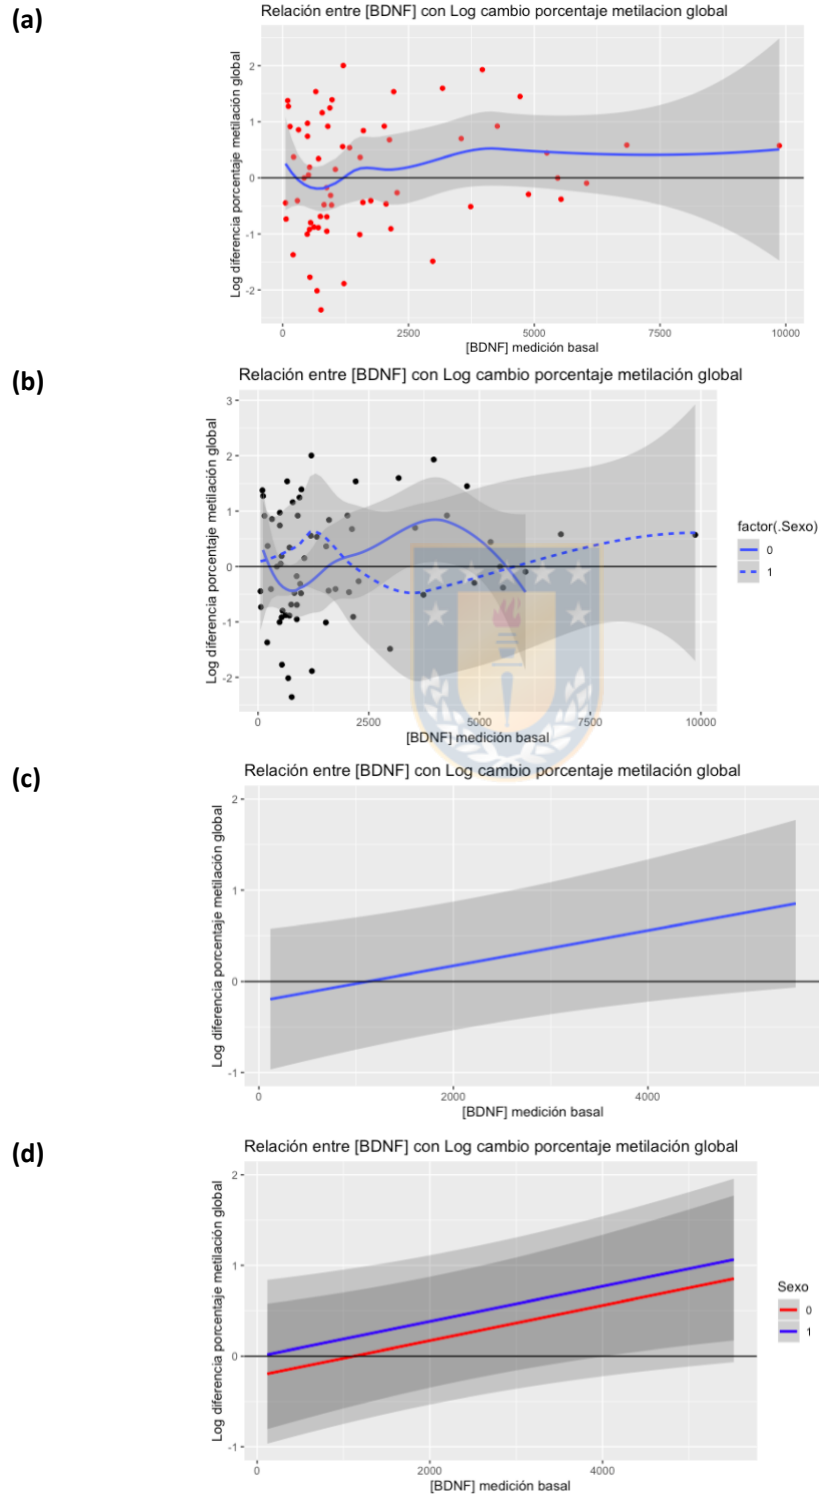 (a)
Relación entre [BDNF] con Log cambio porcentaje metilacion global
Log diferencia porcentaje metilación global
2
1
0
-1
-2
0 2500 5000 7500 10000
[BDNF] medición basal
(b)
Relación entre [BDNF] con Log cambio porcentaje metilación global
Log diferencia porcentaje metilación global
3
2
1
0
-1
-2
0 2500 5000 7500 10000
[BDNF] medición basal
factor(.Sexo)
0
1
(c)
Relación entre [BDNF] con Log cambio porcentaje metilación global
Log diferencia porcentaje metilación global
2
1
0
-1
0 2000 4000
[BDNF] medición basal
(d)
Relación entre [BDNF] con Log cambio porcentaje metilación global
Log diferencia porcentaje metilación global
2
1
0
-1
0 2000 4000
[BDNF] medición basal
Sexo
0
1